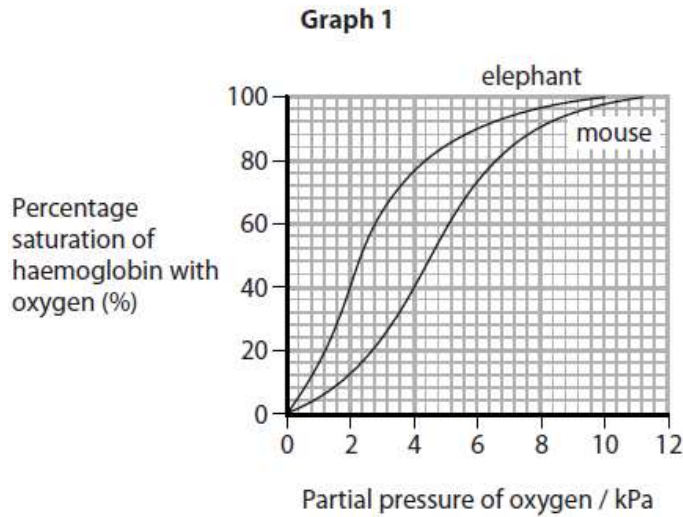 Graph 1
elephant
mouse
100
80
60
40
20
0
Percentage
saturation of
haemoglobin with
oxygen (%)
0 2 4 6 8 10 12
Partial pressure of oxygen / kPa